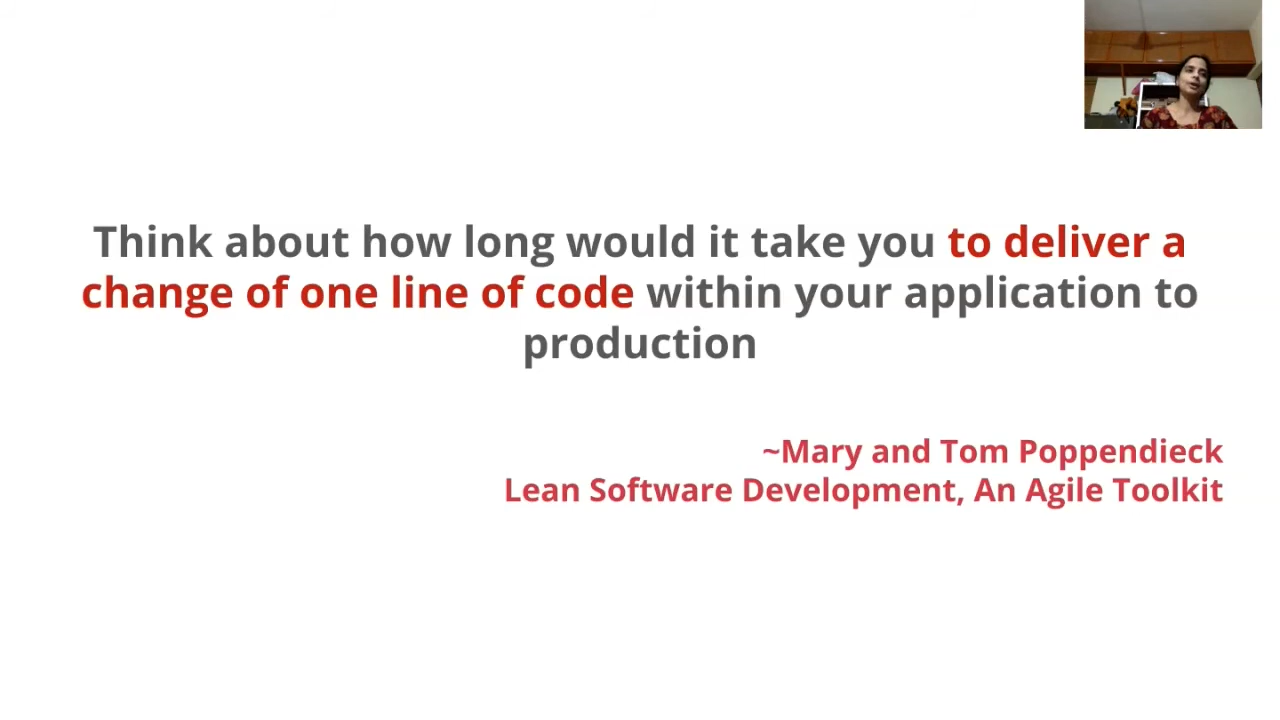 Think about how long would it take you to deliver a
change of one line of code within your application to
production
~Mary and Tom Poppendieck
Lean Software Development, An Agile Toolkit